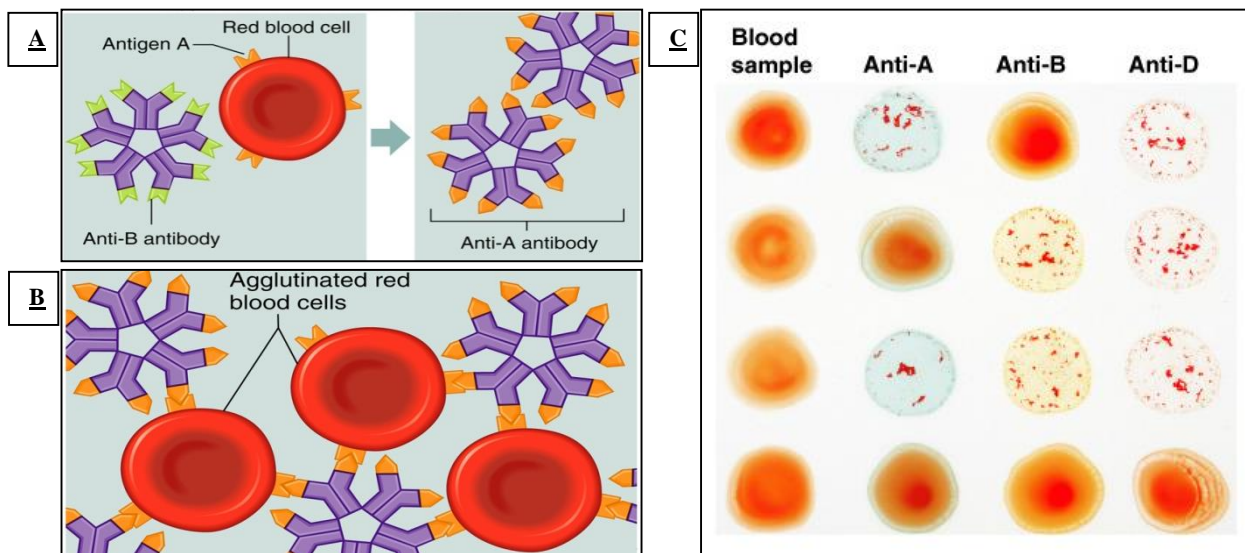 A
Antigen A
Red blood cell
Anti-B antibody
Anti-A antibody
B
Agglutinated red
blood cells
C
Blood
sample
Anti-A
Anti-B
Anti-D